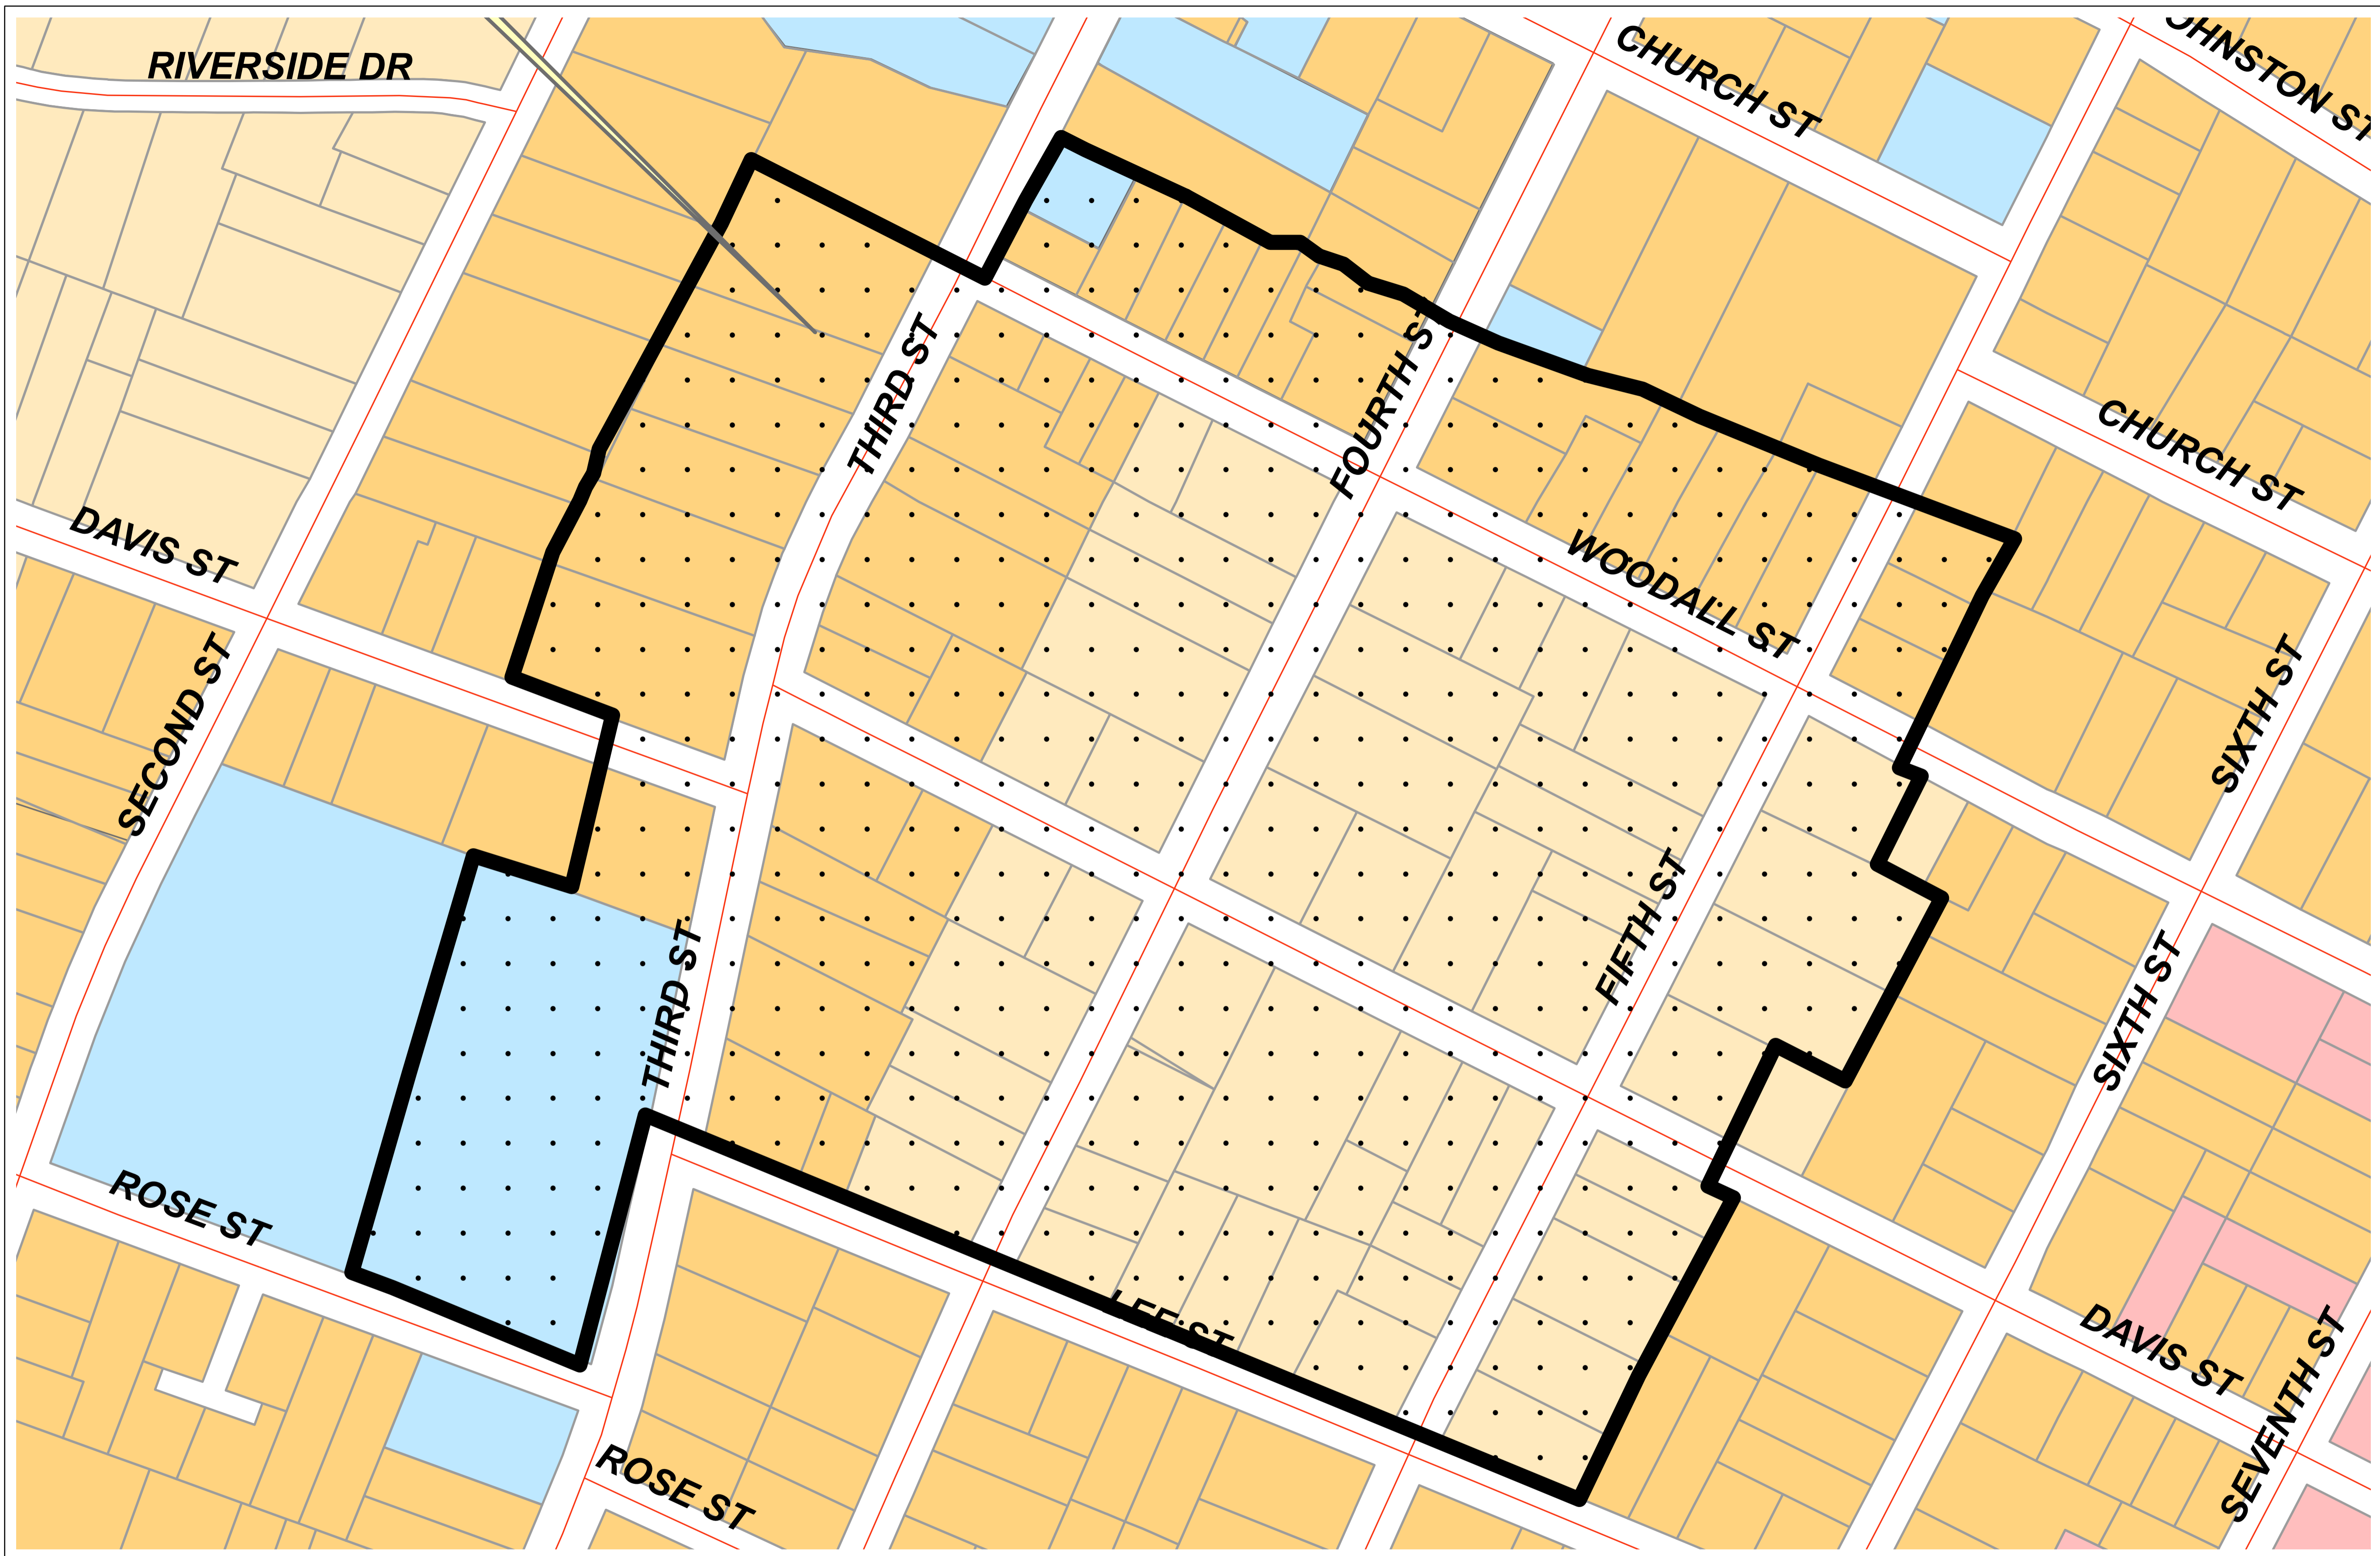 RIVERSIDE DR
CHURCH ST
OHNSTON ST
THIRD ST
FOURTH ST
CHURCH ST
DAVIS ST
WOODALL ST
SECOND ST
SIXTH ST
FIFTH ST
THIRD ST
SIXTH ST
ROSE ST
LEE ST
DAVIS ST
SEVENTH ST
ROSE ST